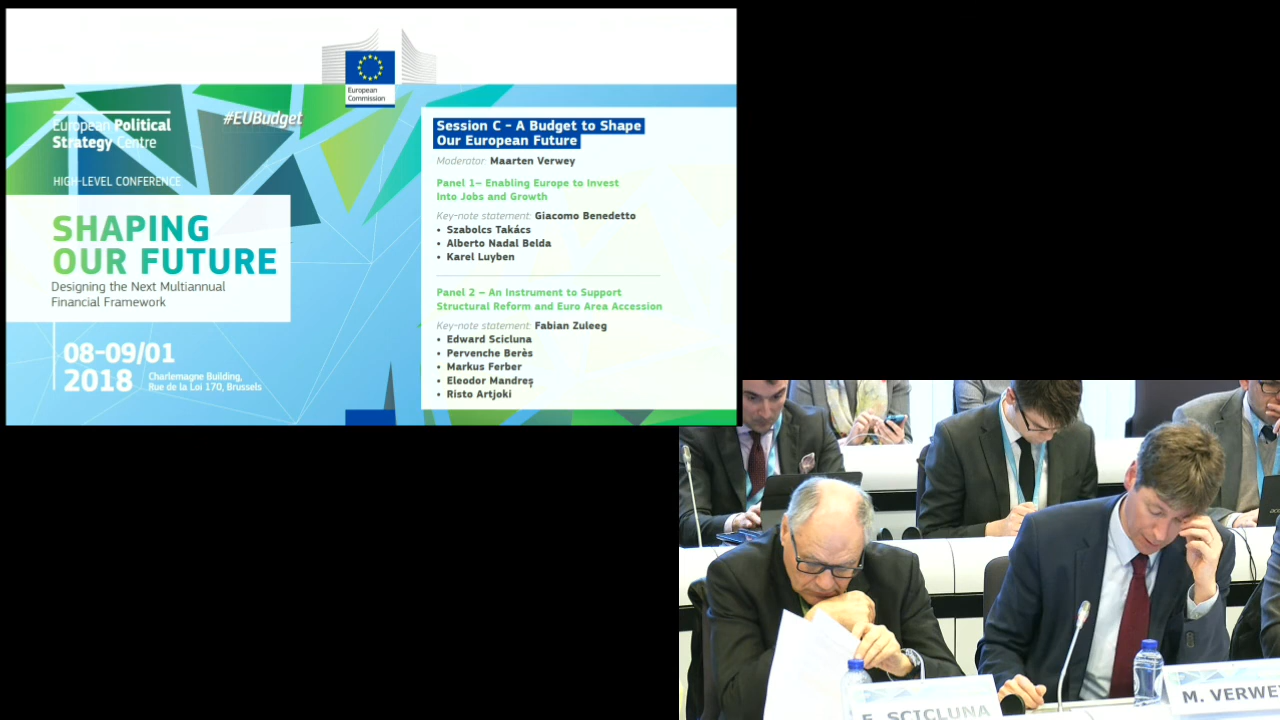 European
Commission
European Political
Strategy Centre
#EUBudget
HIGH-LEVEL CONFERENCE
SHAPING
OUR FUTURE
Designing the Next Multiannual
Financial Framework
08-09/01
2018
Charlemagne Building,
Rue de la Loi 170, Brussels
Session C - A Budget to Shape
Our European Future
Moderator: Maarten Verwey
Panel 1– Enabling Europe to Invest
Into Jobs and Growth
Key-note statement: Giacomo Benedetto
• Szabolcs Takács
• Alberto Nadal Belda
• Karel Luyben
Panel 2 – An Instrument to Support
Structural Reform and Euro Area Accession
Key-note statement: Fabian Zuleeg
• Edward Scicluna
• Pervenche Berès
• Markus Ferber
• Eleodor Mandreș
• Risto Artjoki
E. SCICLUNA
M. VERWE